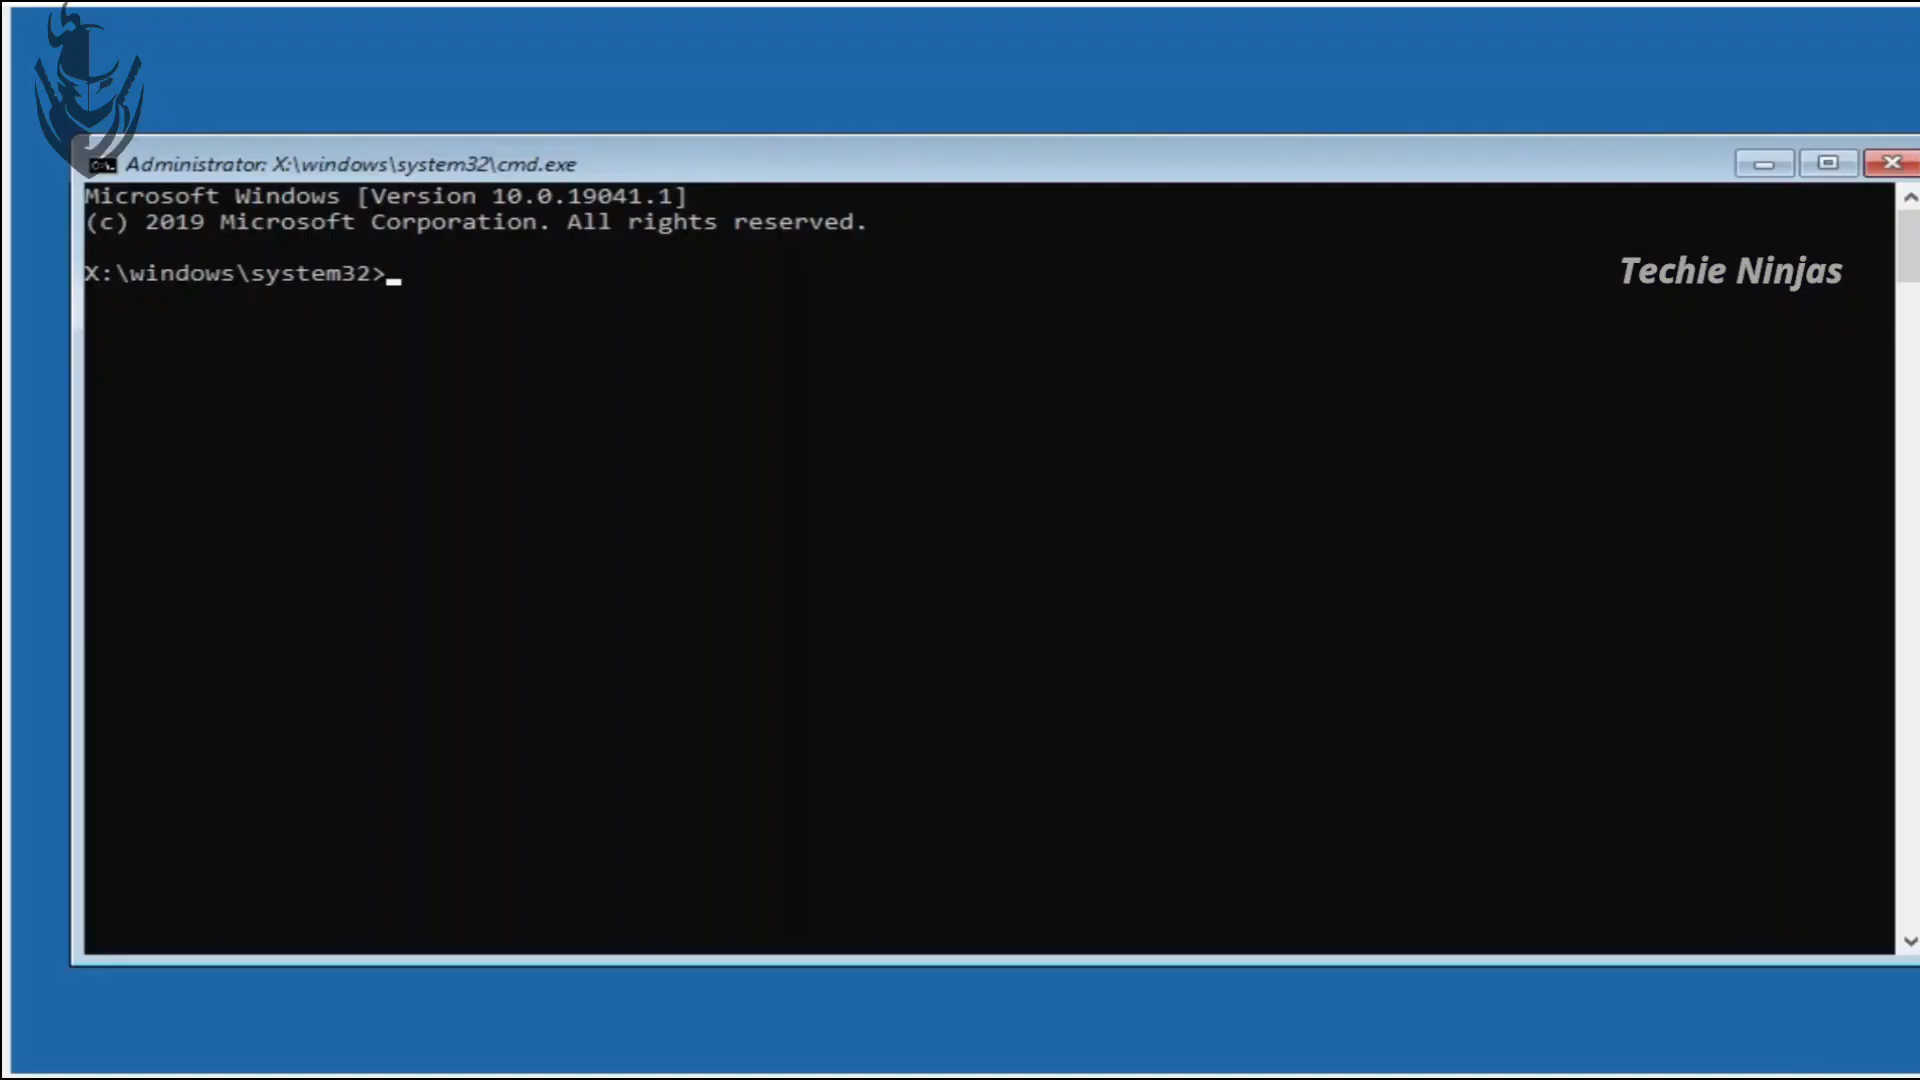 Administrator: X:\windows\system32\cmd.exe
Microsoft Windows [Version 10.0.19041.1]
(c) 2019 Microsoft Corporation. All rights reserved.
X:\windows\system32>
Techie Ninjas